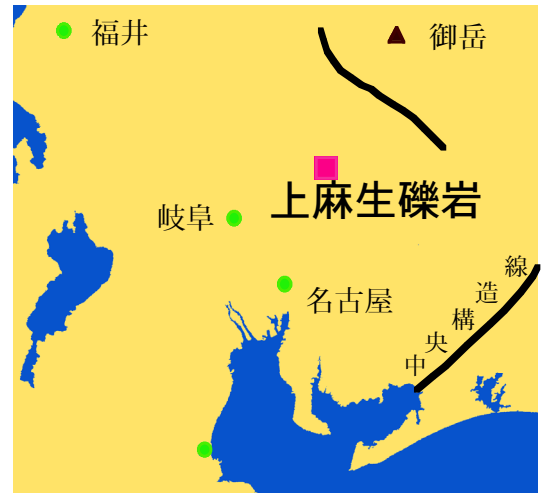 福井
御岳
上麻生礫岩
岐阜
名古屋
中央構造線